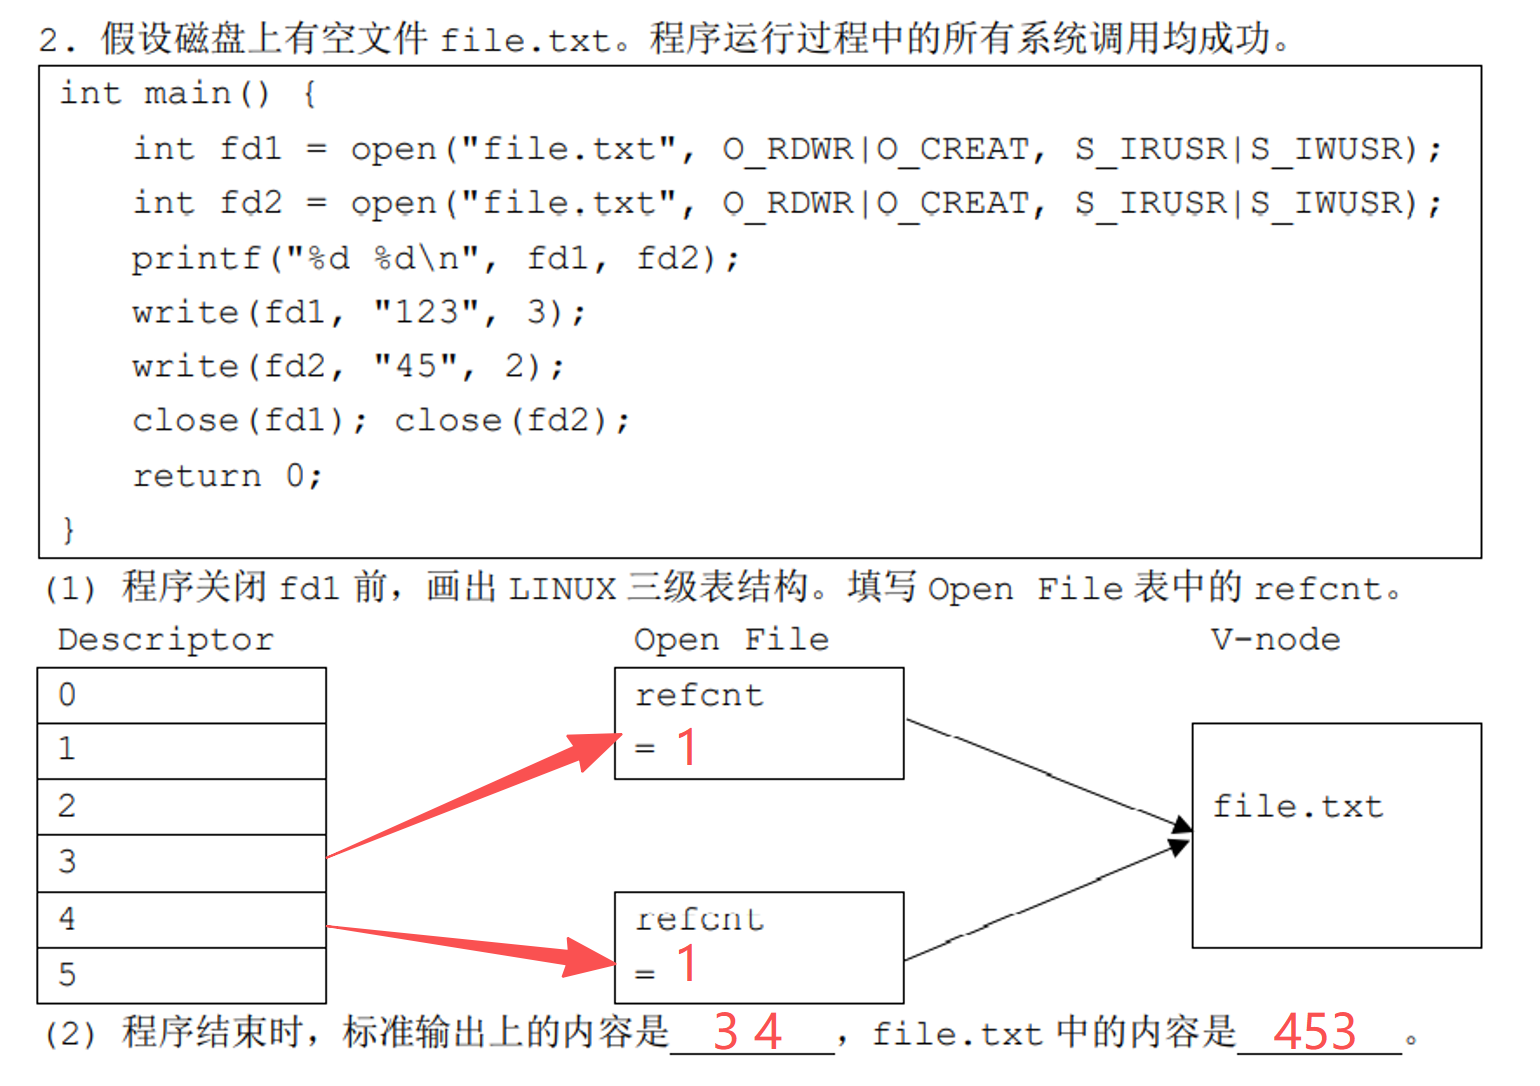 2. 假设磁盘上有空文件 file.txt。程序运行过程中的所有系统调用均成功。
int main() {
int fd1 = open("file.txt", O_RDWR|O_CREAT, S_IRUSR|S_IWUSR);
int fd2 = open("file.txt", O_RDWR|O_CREAT, S_IRUSR|S_IWUSR);
printf("%d %d\n", fd1, fd2);
write(fd1, "123", 3);
write(fd2, "45", 2);
close(fd1); close(fd2);
return 0;
}
(1) 程序关闭 fd1 前，画出 LINUX 三级表结构。填写 Open File 表中的 refcnt。
Descriptor Open File V-node
0
1
2
3
4
5
refcnt
= 1
refcnt
= 1
file.txt
(2) 程序结束时，标准输出上的内容是 3 4 ，file.txt 中的内容是 453 。